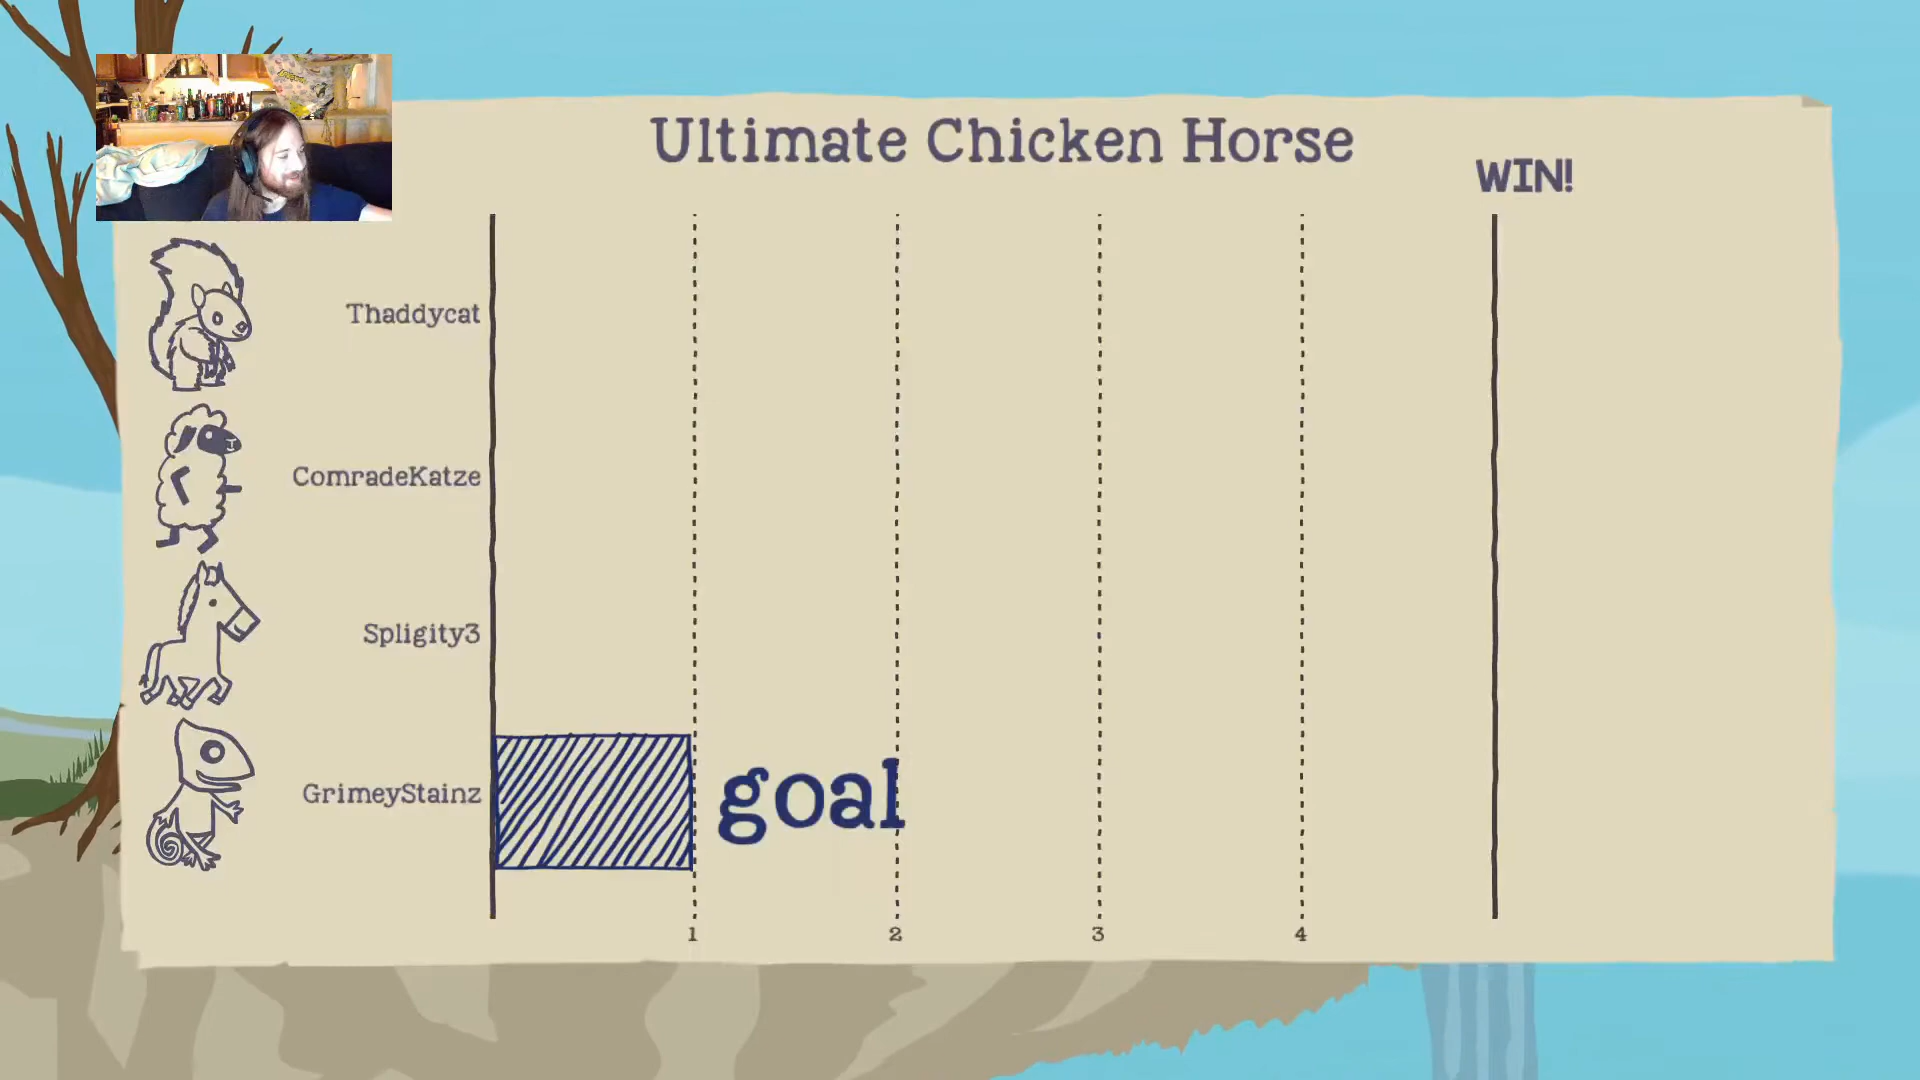 Ultimate Chicken Horse
WIN!
Thaddycat
ComradeKatze
Spligity3
GrimeyStainz
goal
1 2 3 4